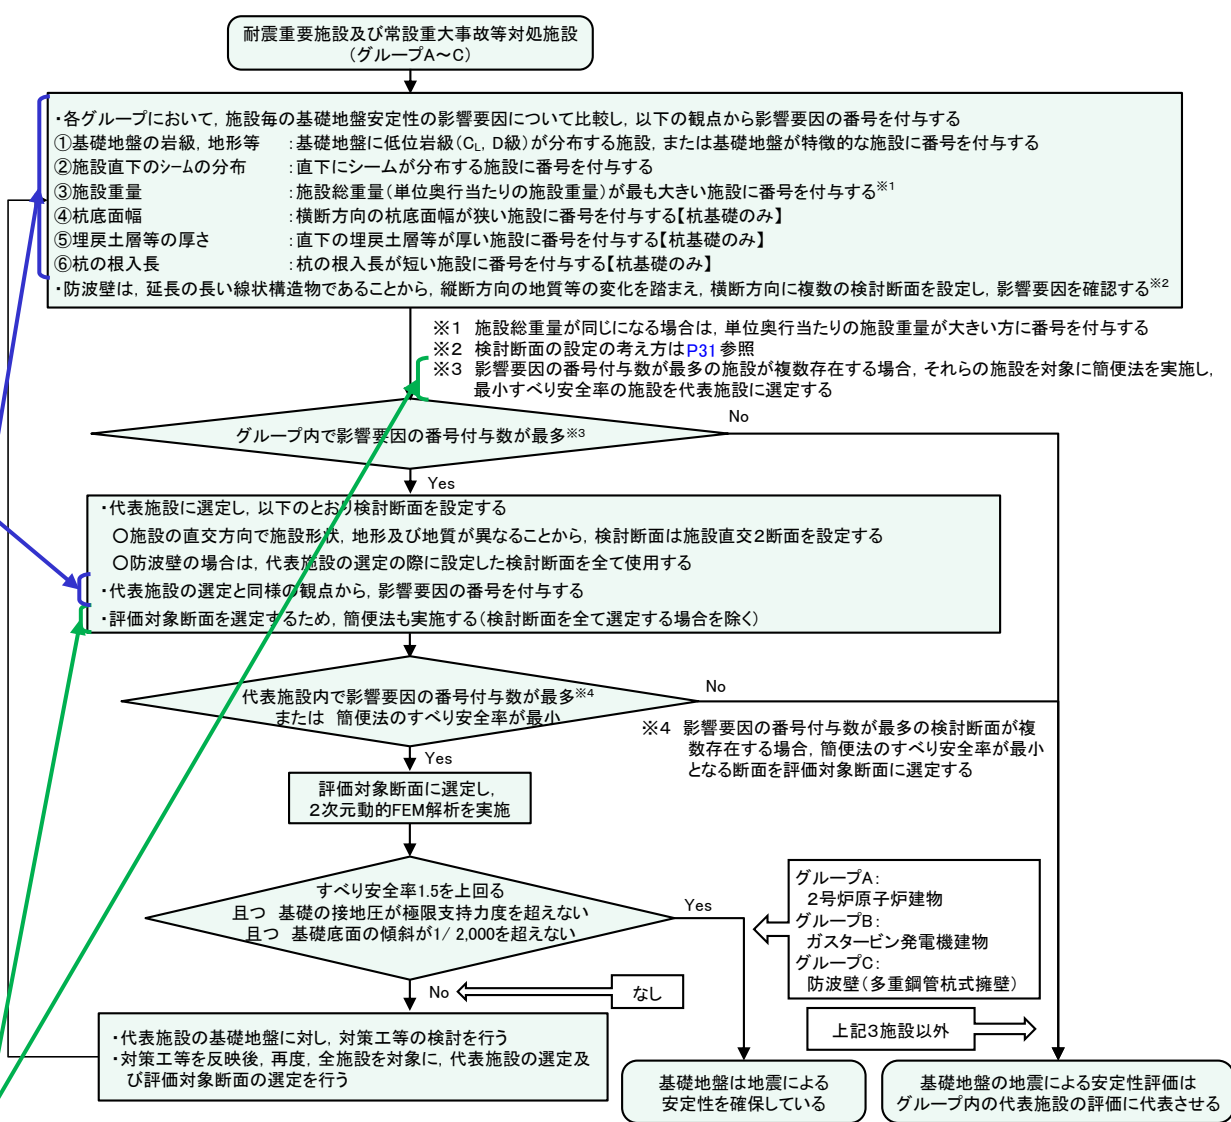 耐震重要施設及び常設重大事故等対処施設
（グループA～C）
・各グループにおいて，施設毎の基礎地盤安定性の影響要因について比較し，以下の観点から影響要因の番号を付与する
①基礎地盤の岩級，地形等　：基礎地盤に低位岩級（CL，D級）が分布する施設，または基礎地盤が特徴的な施設に番号を付与する
②施設直下のシームの分布　：直下にシームが分布する施設に番号を付与する
③施設重量　：施設総重量（単位奥行当たりの施設重量）が最も大きい施設に番号を付与する※1
④杭底面幅　：横断方向の杭底面幅が狭い施設に番号を付与する【杭基礎のみ】
⑤埋戻土層等の厚さ　：直下の埋戻土層等が厚い施設に番号を付与する【杭基礎のみ】
⑥杭の根入長　：杭の根入長が短い施設に番号を付与する【杭基礎のみ】
・防波壁は，延長の長い線状構造物であることから，縦断方向の地質等の変化を踏まえ，横断方向に複数の検討断面を設定し，影響要因を確認する※2
※1　施設総重量が同じになる場合は，単位奥行当たりの施設重量が大きい方に番号を付与する
※2　検討断面の設定の考え方はP31参照
※3　影響要因の番号付与数が最多の施設が複数存在する場合，それらの施設を対象に簡便法を実施し，
最小すべり安全率の施設を代表施設に選定する
グループ内で影響要因の番号付与数が最多※3
No
Yes
・代表施設に選定し，以下のとおり検討断面を設定する
○施設の直交方向で施設形状，地形及び地質が異なることから，検討断面は施設直交2断面を設定する
○防波壁の場合は，代表施設の選定の際に設定した検討断面を全て使用する
・代表施設の選定と同様の観点から，影響要因の番号を付与する
・評価対象断面を選定するため，簡便法も実施する（検討断面を全て選定する場合を除く）
代表施設内で影響要因の番号付与数が最多※4
または　簡便法のすべり安全率が最小
No
※4　影響要因の番号付与数が最多の検討断面が複
数存在する場合，簡便法のすべり安全率が最小
となる断面を評価対象断面に選定する
Yes
評価対象断面に選定し，
2次元動的FEM解析を実施
すべり安全率1.5を上回る
且つ　基礎の接地圧が極限支持力度を超えない
且つ　基礎底面の傾斜が1/2,000を超えない
Yes
グループA：
2号炉原子炉建物
グループB：
ガスタービン発電機建物
グループC：
防波壁（多重鋼管杭式擁壁）
No
なし
上記3施設以外
・代表施設の基礎地盤に対し，対策工等の検討を行う
・対策工等を反映後，再度，全施設を対象に，代表施設の選定及
び評価対象断面の選定を行う
基礎地盤は地震による
安定性を確保している
基礎地盤の地震による安定性評価は
グループ内の代表施設の評価に代表させる